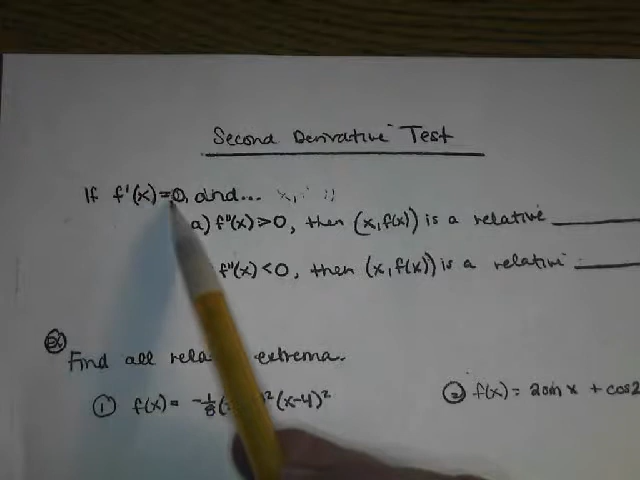 Second Derivative Test
If f'(x)=0, and...
a) f"(x)>0, then (x,f(x)) is a relative
f"(x)<0, then (x,f(x)) is a relative
Ex
Find all rela extrema.
① f(x)= -1/8( )²(x-4)²
② f(x)= 2sin x + cos2